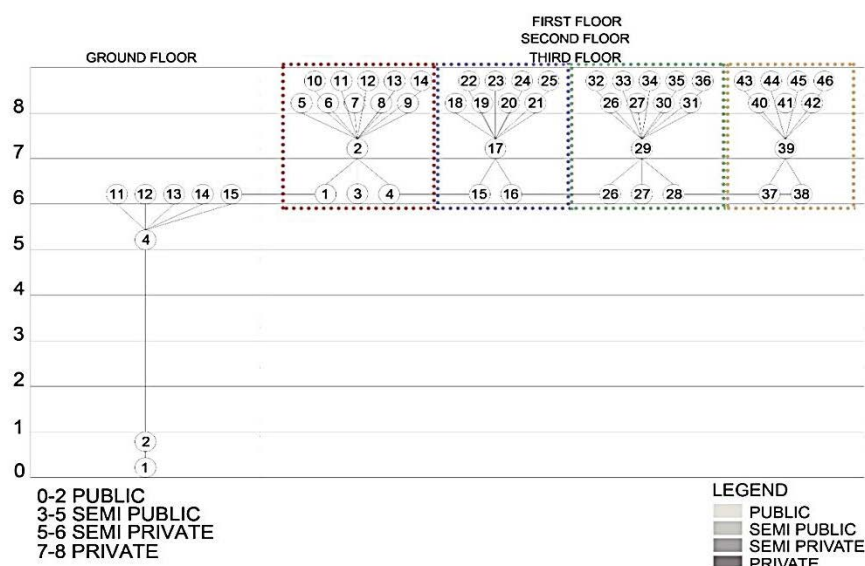 FIRST FLOOR
SECOND FLOOR
GROUND FLOOR THIRD FLOOR
10 11 12 13 14 22 23 24 25 32 33 34 35 36 43 44 45 46
8
5 6 7 8 9 18 19 20 21 26 27 30 31 40 41 42
2 17 29 39
7
11 12 13 14 15 1 3 4 15 16 26 27 28 37 38
6
4
5
4
3
2
2
1
1
0
0-2 PUBLIC
3-5 SEMI PUBLIC
5-6 SEMI PRIVATE
7-8 PRIVATE
LEGEND
PUBLIC
SEMI PUBLIC
SEMI PRIVATE
PRIVATE